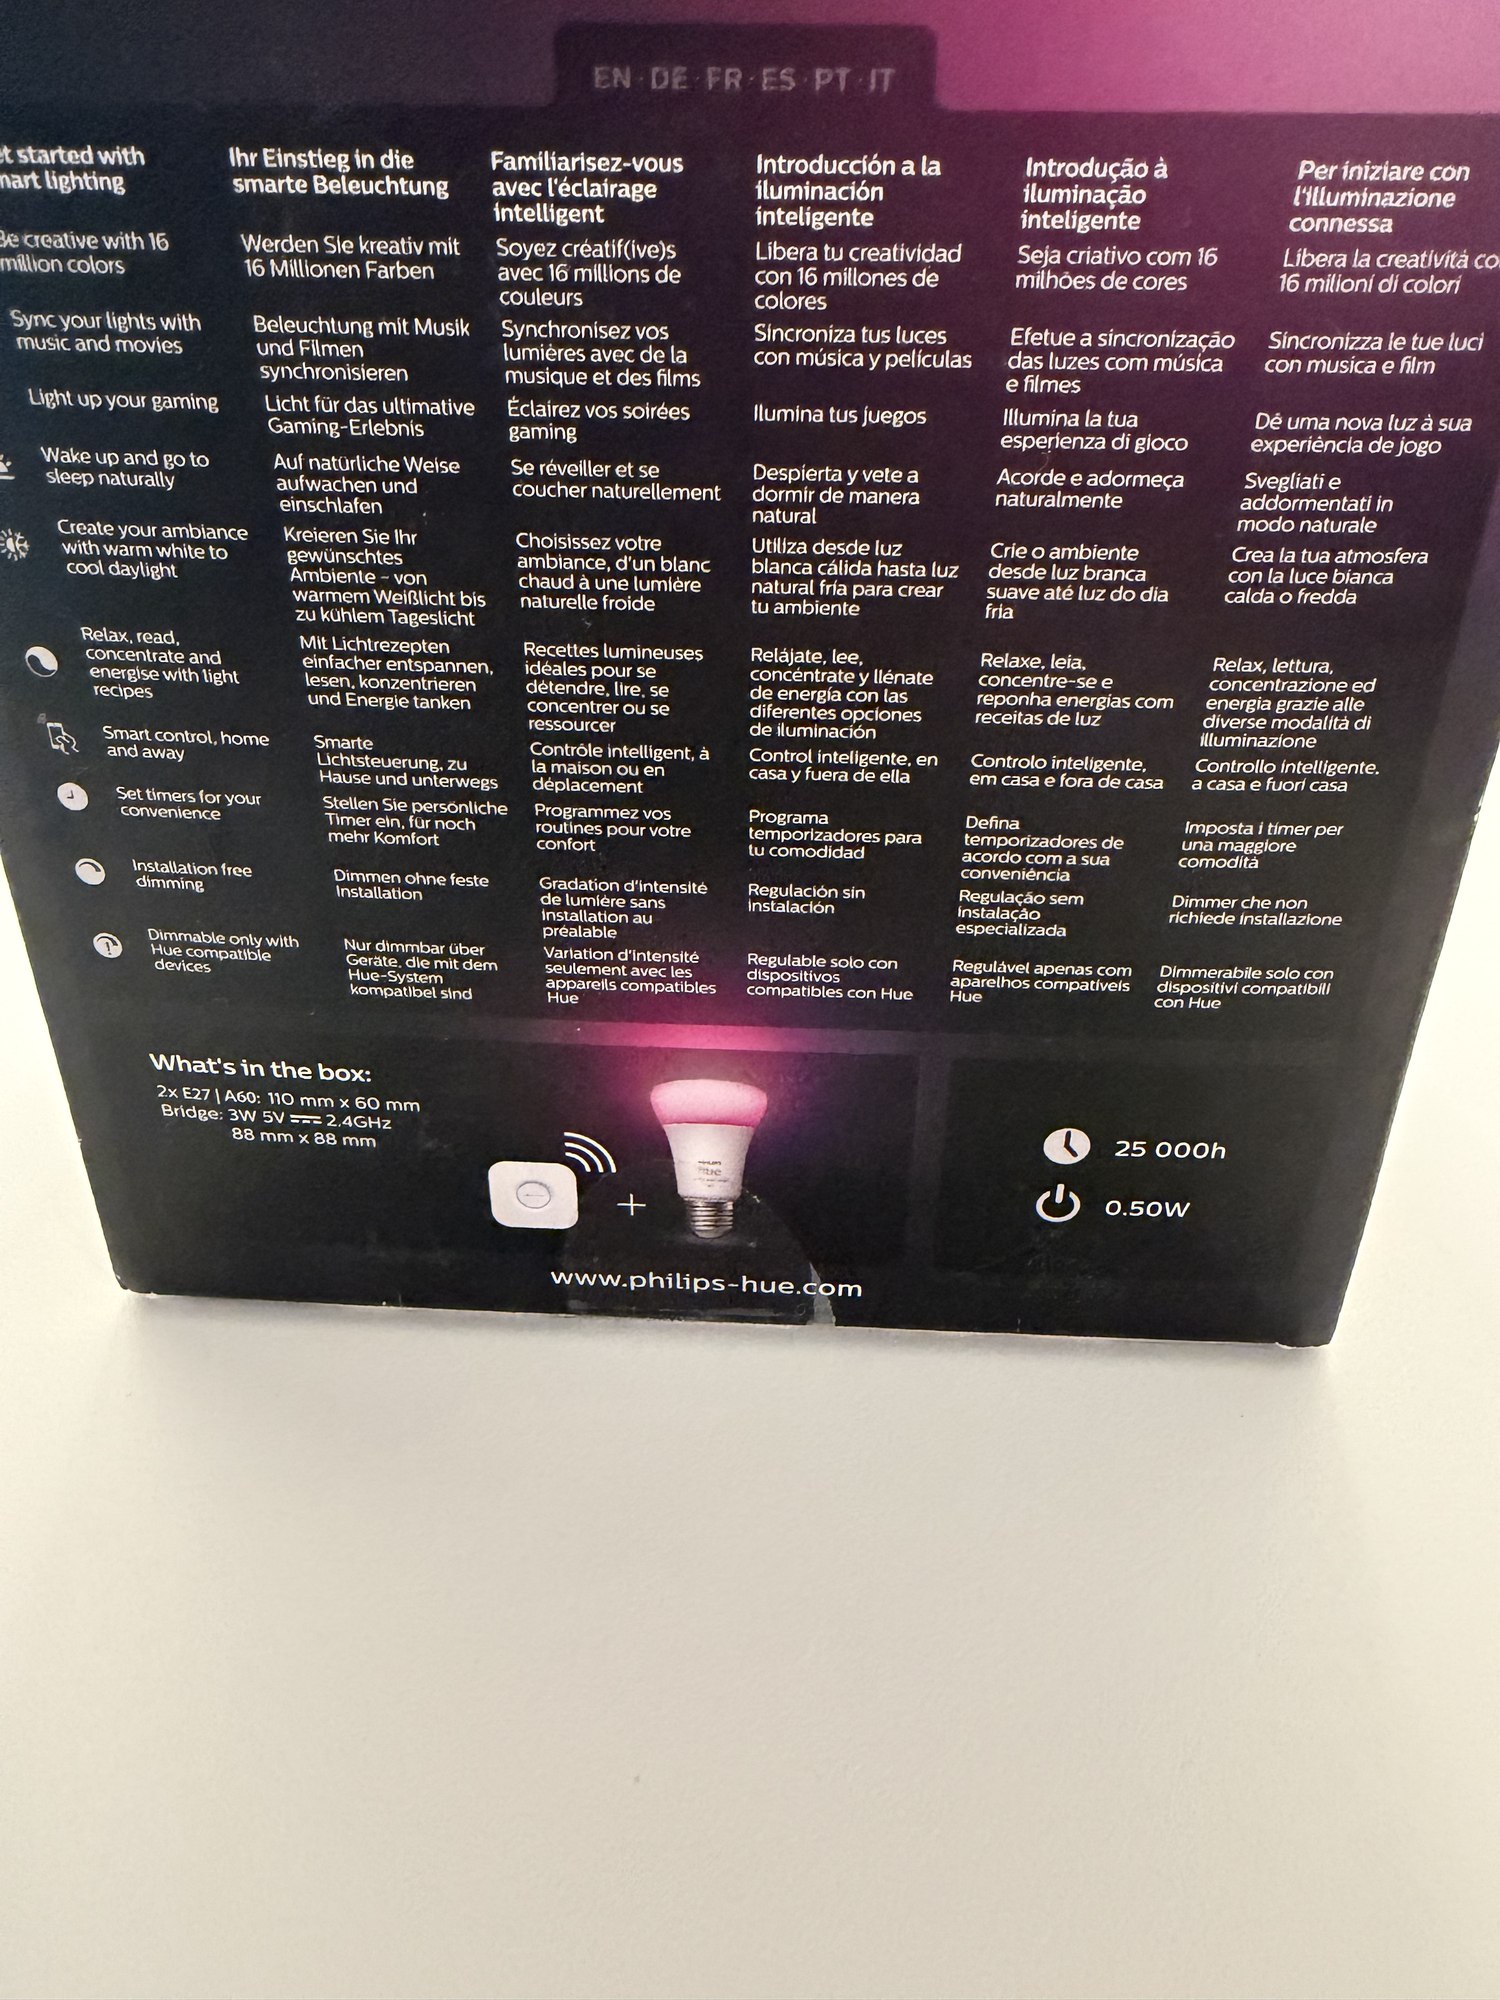 EN · DE · FR · ES · PT · IT
started with
lighting
creative with 16
million colors
Sync your lights with
music and movies
Light up your gaming
Wake up and go to
sleep naturally
Create your ambiance
with warm white to
cool daylight
Relax, read,
concentrate and
energise with light
recipes
Smart control, home
and away
Set timers for your
convenience
Installation free
dimming
Dimmable only with
Hue compatible
devices
Ihr Einstieg in die
smarte Beleuchtung
Werden Sie kreativ mit
16 Millionen Farben
Beleuchtung mit Musik
und Filmen
synchronisieren
Licht für das ultimative
Gaming-Erlebnis
Auf natürliche Weise
aufwachen und
einschlafen
Kreieren Sie Ihr
gewünschtes
Ambiente – von
warmem Weißlicht bis
zu kühlem Tageslicht
Mit Lichtrezepten
einfacher entspannen,
lesen, konzentrieren
und Energie tanken
Smarte
Lichtsteuerung, zu
Hause und unterwegs
Stellen Sie persönliche
Timer ein, für noch
mehr Komfort
Dimmen ohne feste
Installation
Nur dimmbar über
Geräte, die mit dem
Hue-System
kompatibel sind
Familiarisez-vous
avec l'éclairage
intelligent
Soyez créatif(ive)s
avec 16 millions de
couleurs
Synchronisez vos
lumières avec de la
musique et des films
Éclairez vos soirées
gaming
Se réveiller et se
coucher naturellement
Choisissez votre
ambiance, d'un blanc
chaud à une lumière
naturelle froide
Recettes lumineuses
idéales pour se
détendre, lire, se
concentrer ou se
ressourcer
Contrôle intelligent, à
la maison ou en
déplacement
Programmez vos
routines pour votre
confort
Gradation d'intensité
de lumière sans
installation au
préalable
Variation d'intensité
seulement avec les
appareils compatibles
Hue
Introducción a la
iluminación
inteligente
Libera tu creatividad
con 16 millones de
colores
Sincroniza tus luces
con música y películas
Ilumina tus juegos
Despierta y vete a
dormir de manera
natural
Utiliza desde luz
blanca cálida hasta luz
natural fría para crear
tu ambiente
Relájate, lee,
concéntrate y llénate
de energía con las
diferentes opciones
de iluminación
Control inteligente, en
casa y fuera de ella
Programa
temporizadores para
tu comodidad
Regulación sin
instalación
Regulable solo con
dispositivos
compatibles con Hue
Introdução à
iluminação
inteligente
Seja criativo com 16
milhões de cores
Efetue a sincronização
das luzes com música
e filmes
Illumina la tua
esperienza di gioco
Acorde e adormeça
naturalmente
Crie o ambiente
desde luz branca
suave até luz do dia
fria
Relaxe, leia,
concentre-se e
reponha energias com
receitas de luz
Controlo inteligente,
em casa e fora de casa
Defina
temporizadores de
acordo com a sua
conveniência
Regulação sem
instalação
especializada
Regulável apenas com
aparelhos compatíveis
Hue
Per iniziare con
l'illuminazione
connessa
Libera la creatività
16 milioni di colori
Sincronizza le tue luci
con musica e film
Dê uma nova luz à sua
experiência de jogo
Svegliati e
addormentati in
modo naturale
Crea la tua atmosfera
con la luce bianca
calda o fredda
Relax, lettura,
concentrazione ed
energia grazie alle
diverse modalità di
illuminazione
Controllo intelligente,
a casa e fuori casa
Imposta i timer per
una maggiore
comodità
Dimmer che non
richiede installazione
Dimmerabile solo con
dispositivi compatibili
con Hue
What's in the box:
2x E27 | A60: 110 mm x 60 mm
Bridge: 3W 5V ⎓ 2.4GHz
88 mm x 88 mm
PHILIPS
hue
+
25 000h
0.50W
www.philips-hue.com